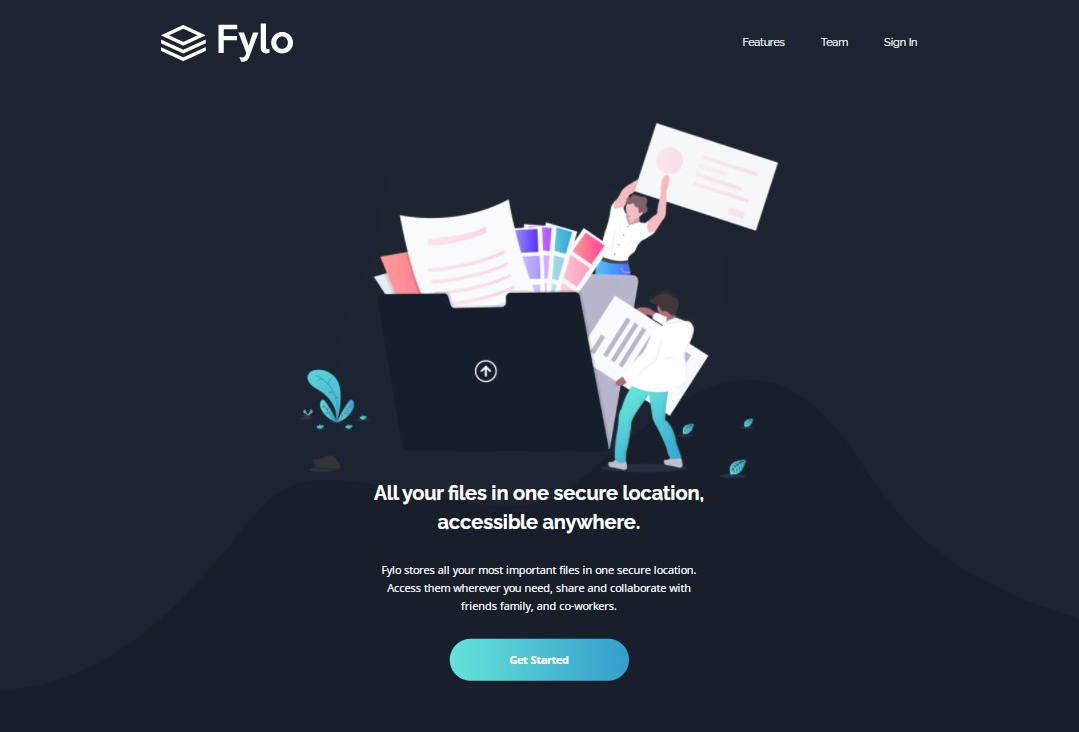 Fylo
Features
Team
Sign In
All your files in one secure location,
accessible anywhere.
Fylo stores all your most important files in one secure location.
Access them wherever you need, share and collaborate with
friends family, and co-workers.
Get Started